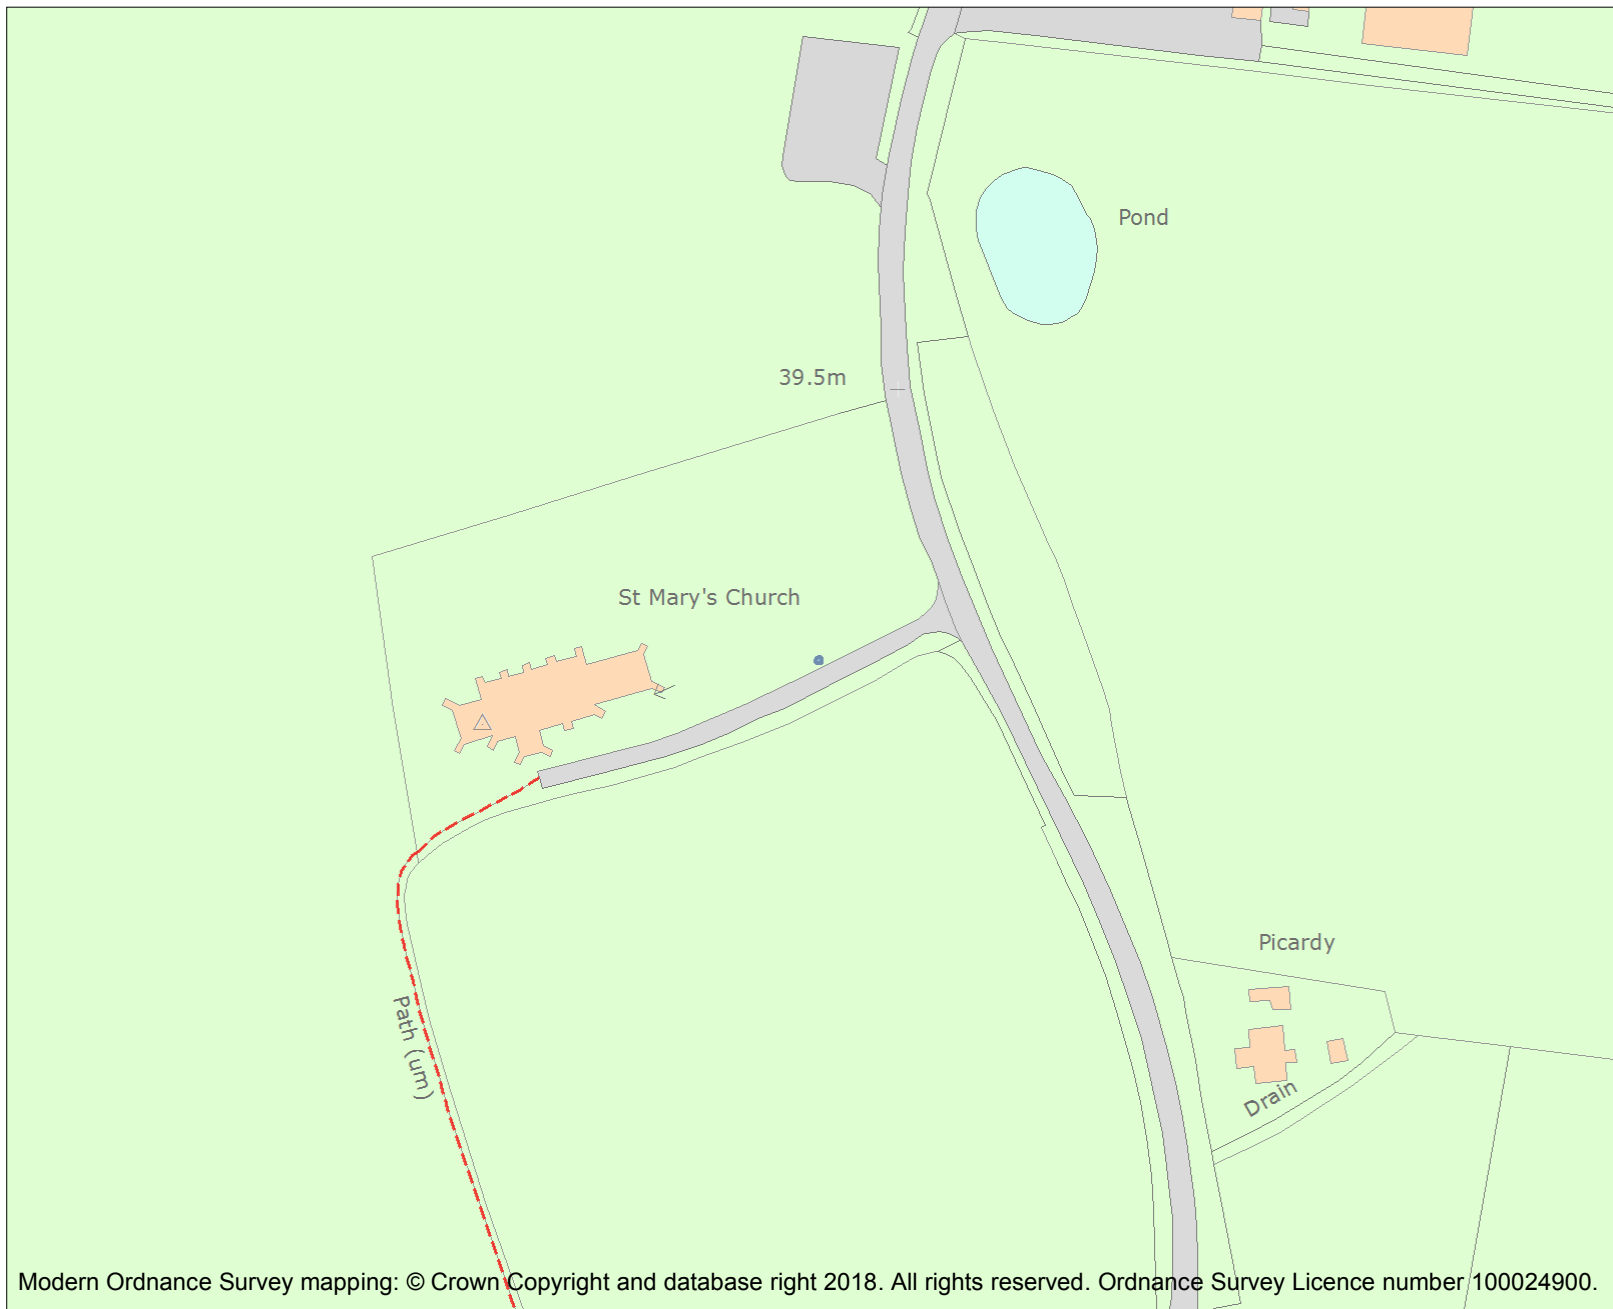 Pond
39.5m
St Mary's Church
Picardy
Path (um)
Drain
Modern Ordnance Survey mapping: © Crown Copyright and database right 2018. All rights reserved. Ordnance Survey Licence number 100024900.